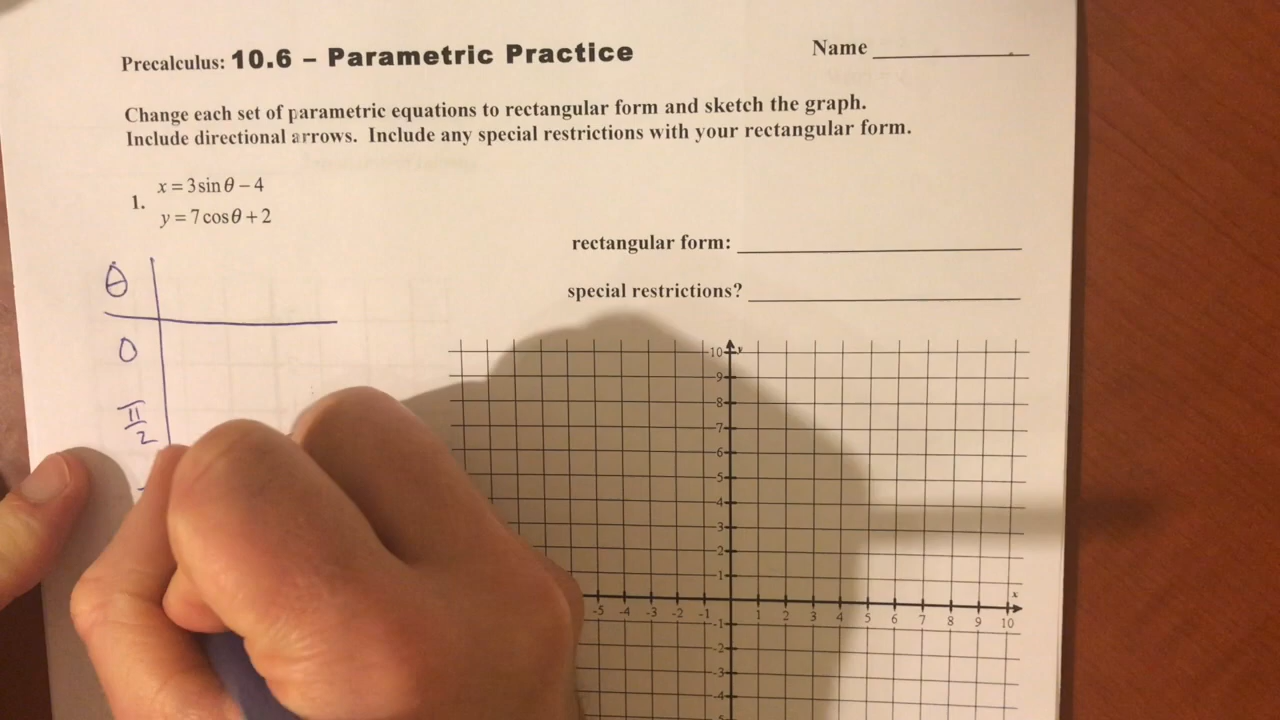 Precalculus: 10.6 – Parametric Practice
Name
Change each set of parametric equations to rectangular form and sketch the graph.
Include directional arrows. Include any special restrictions with your rectangular form.
1.
x = 3 sin θ – 4
y = 7 cos θ + 2
rectangular form:
special restrictions?
θ
0
π/2
y
10
9
8
7
6
5
4
3
2
1
x
-5 -4 -3 -2 -1 1 2 3 4 5 6 7 8 9 10
-1
-2
-3
-4